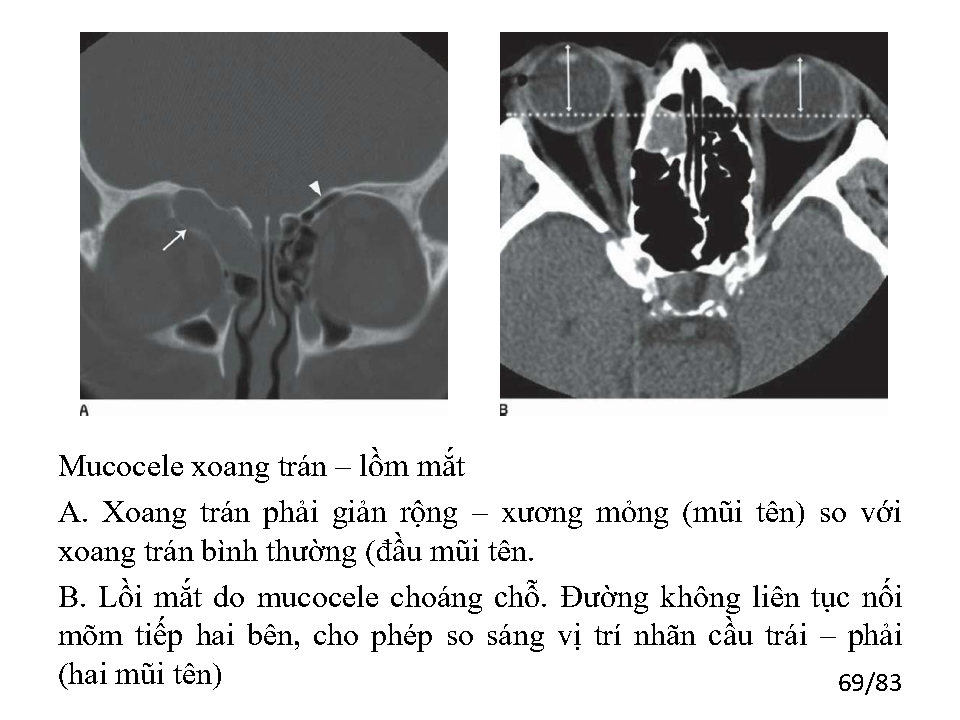 A
B
Mucocele xoang trán – lồm mắt
A. Xoang trán phải giản rộng – xương mỏng (mũi tên) so với
xoang trán bình thường (đầu mũi tên.
B. Lồi mắt do mucocele choáng chỗ. Đường không liên tục nối
mõm tiếp hai bên, cho phép so sáng vị trí nhãn cầu trái – phải
(hai mũi tên)
69/83